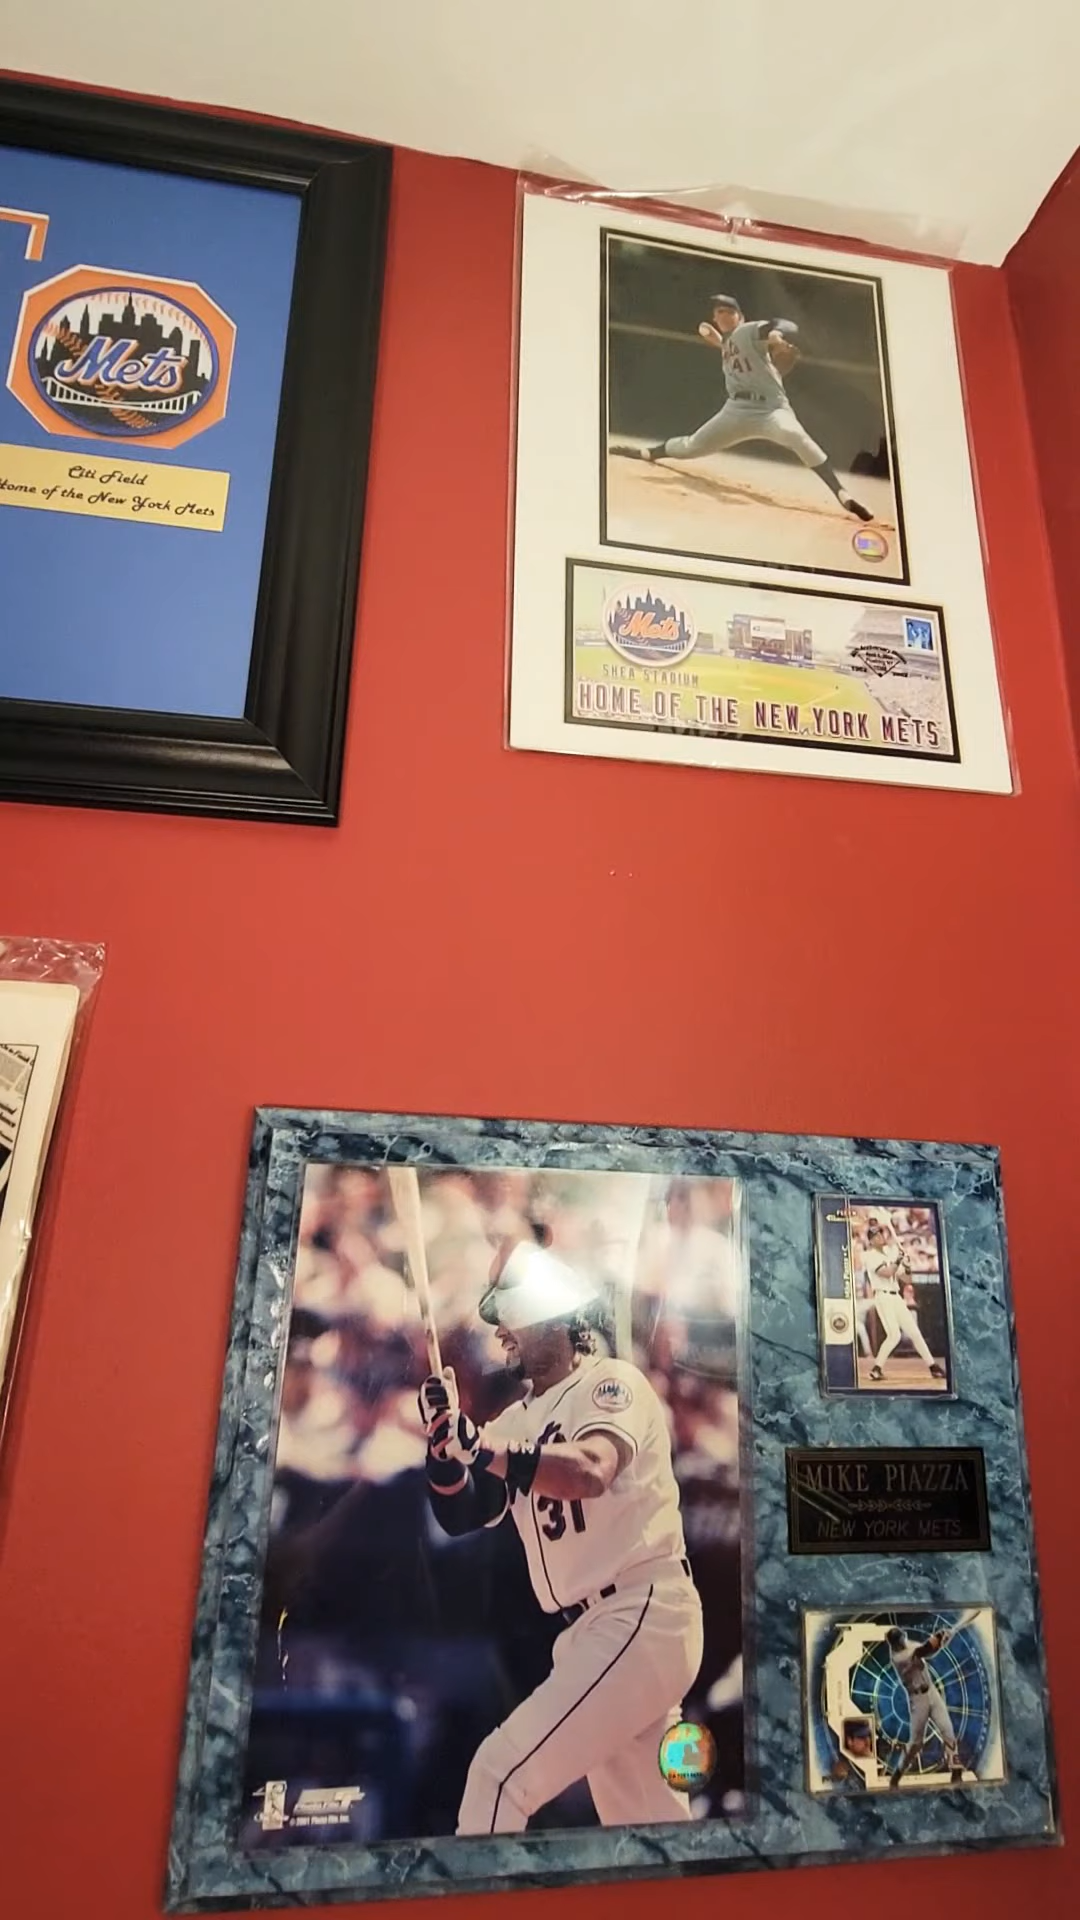 Mets
Citi Field
Home of the New York Mets
Mets
41
Mets
SHEA STADIUM
HOME OF THE NEW YORK METS
31
MIKE PIAZZA
NEW YORK METS